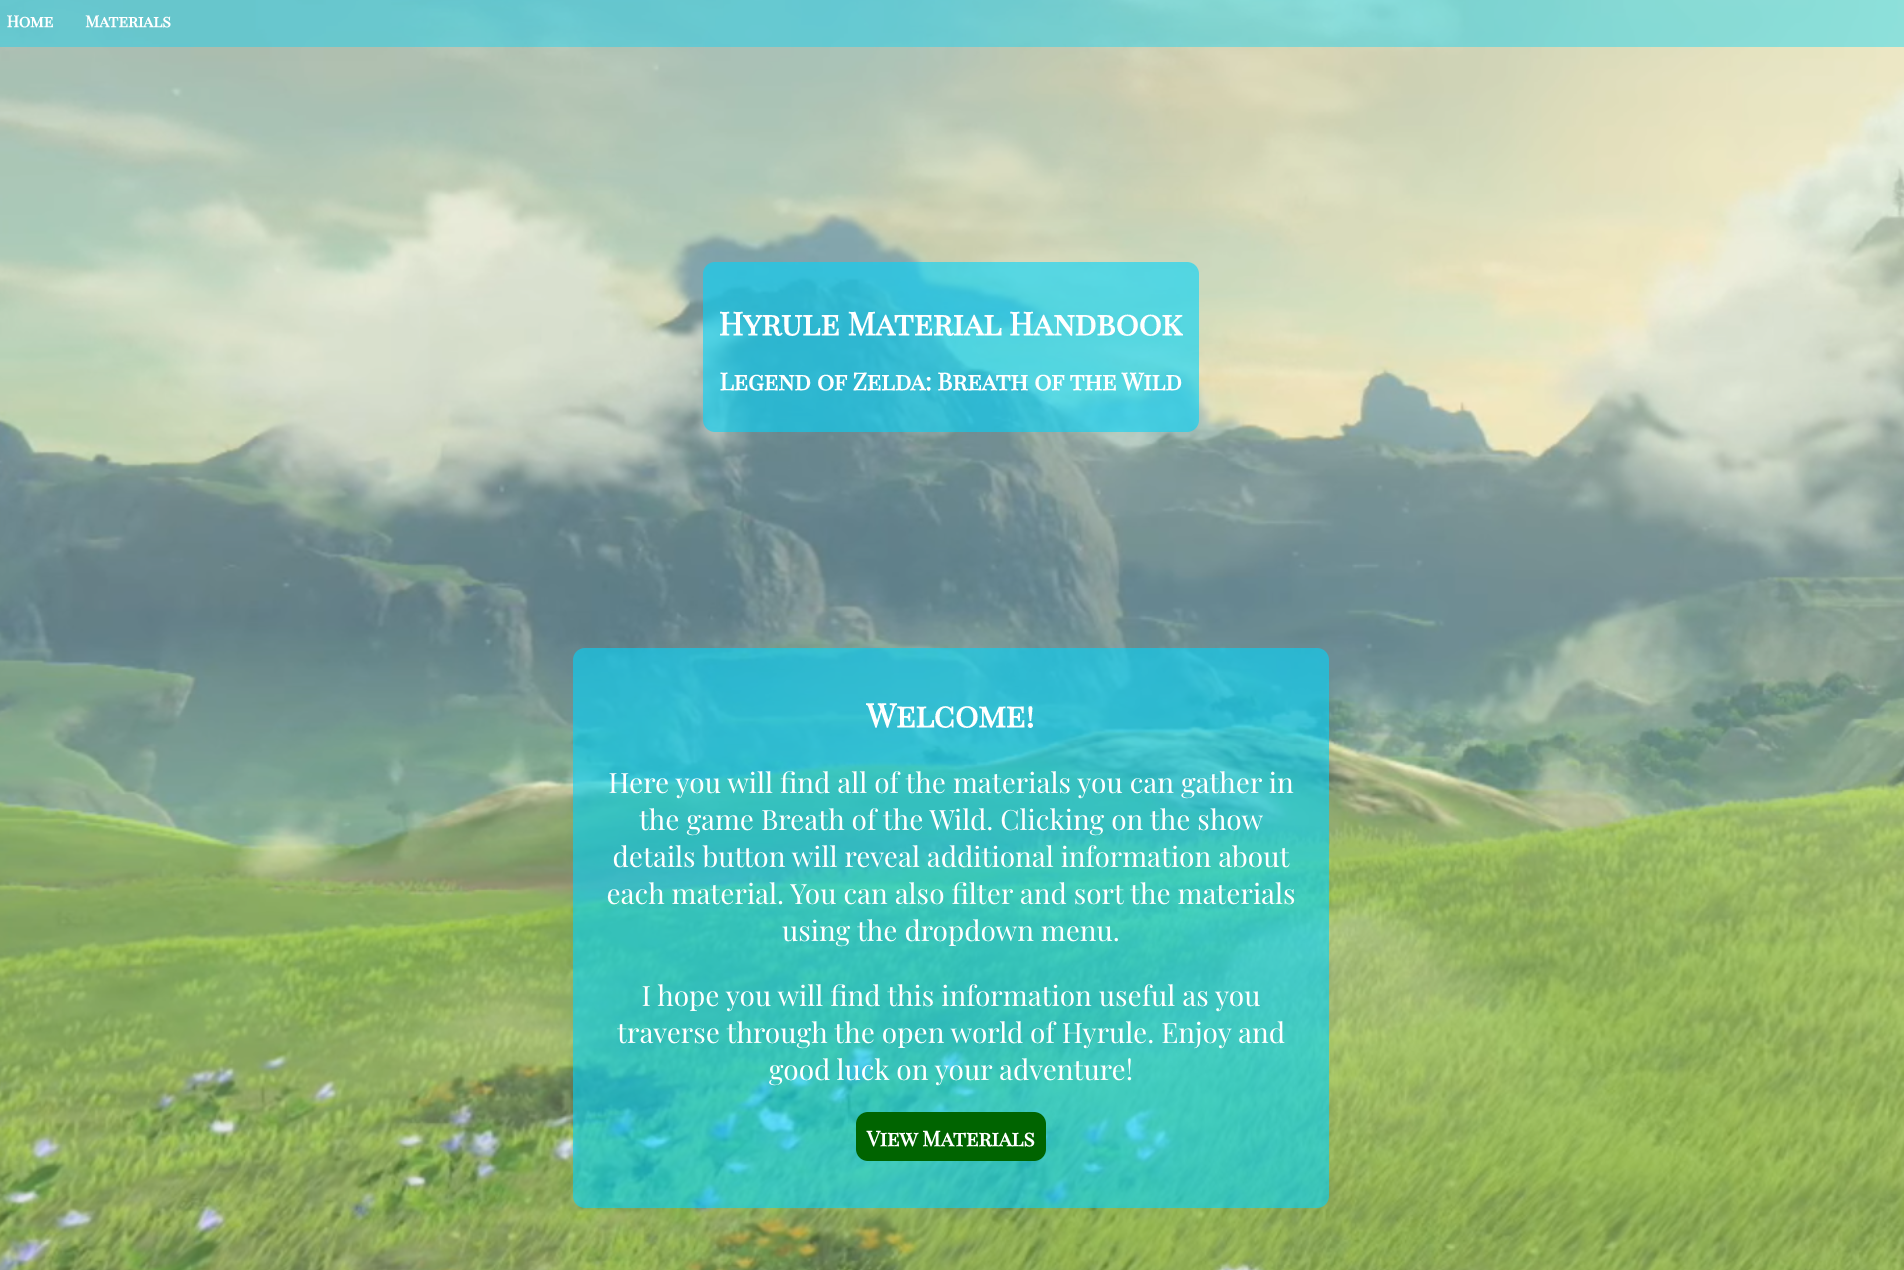 Home Materials
Hyrule Material Handbook
Legend of Zelda: Breath of the Wild
Welcome!
Here you will find all of the materials you can gather in
the game Breath of the Wild. Clicking on the show
details button will reveal additional information about
each material. You can also filter and sort the materials
using the dropdown menu.
I hope you will find this information useful as you
traverse through the open world of Hyrule. Enjoy and
good luck on your adventure!
View Materials